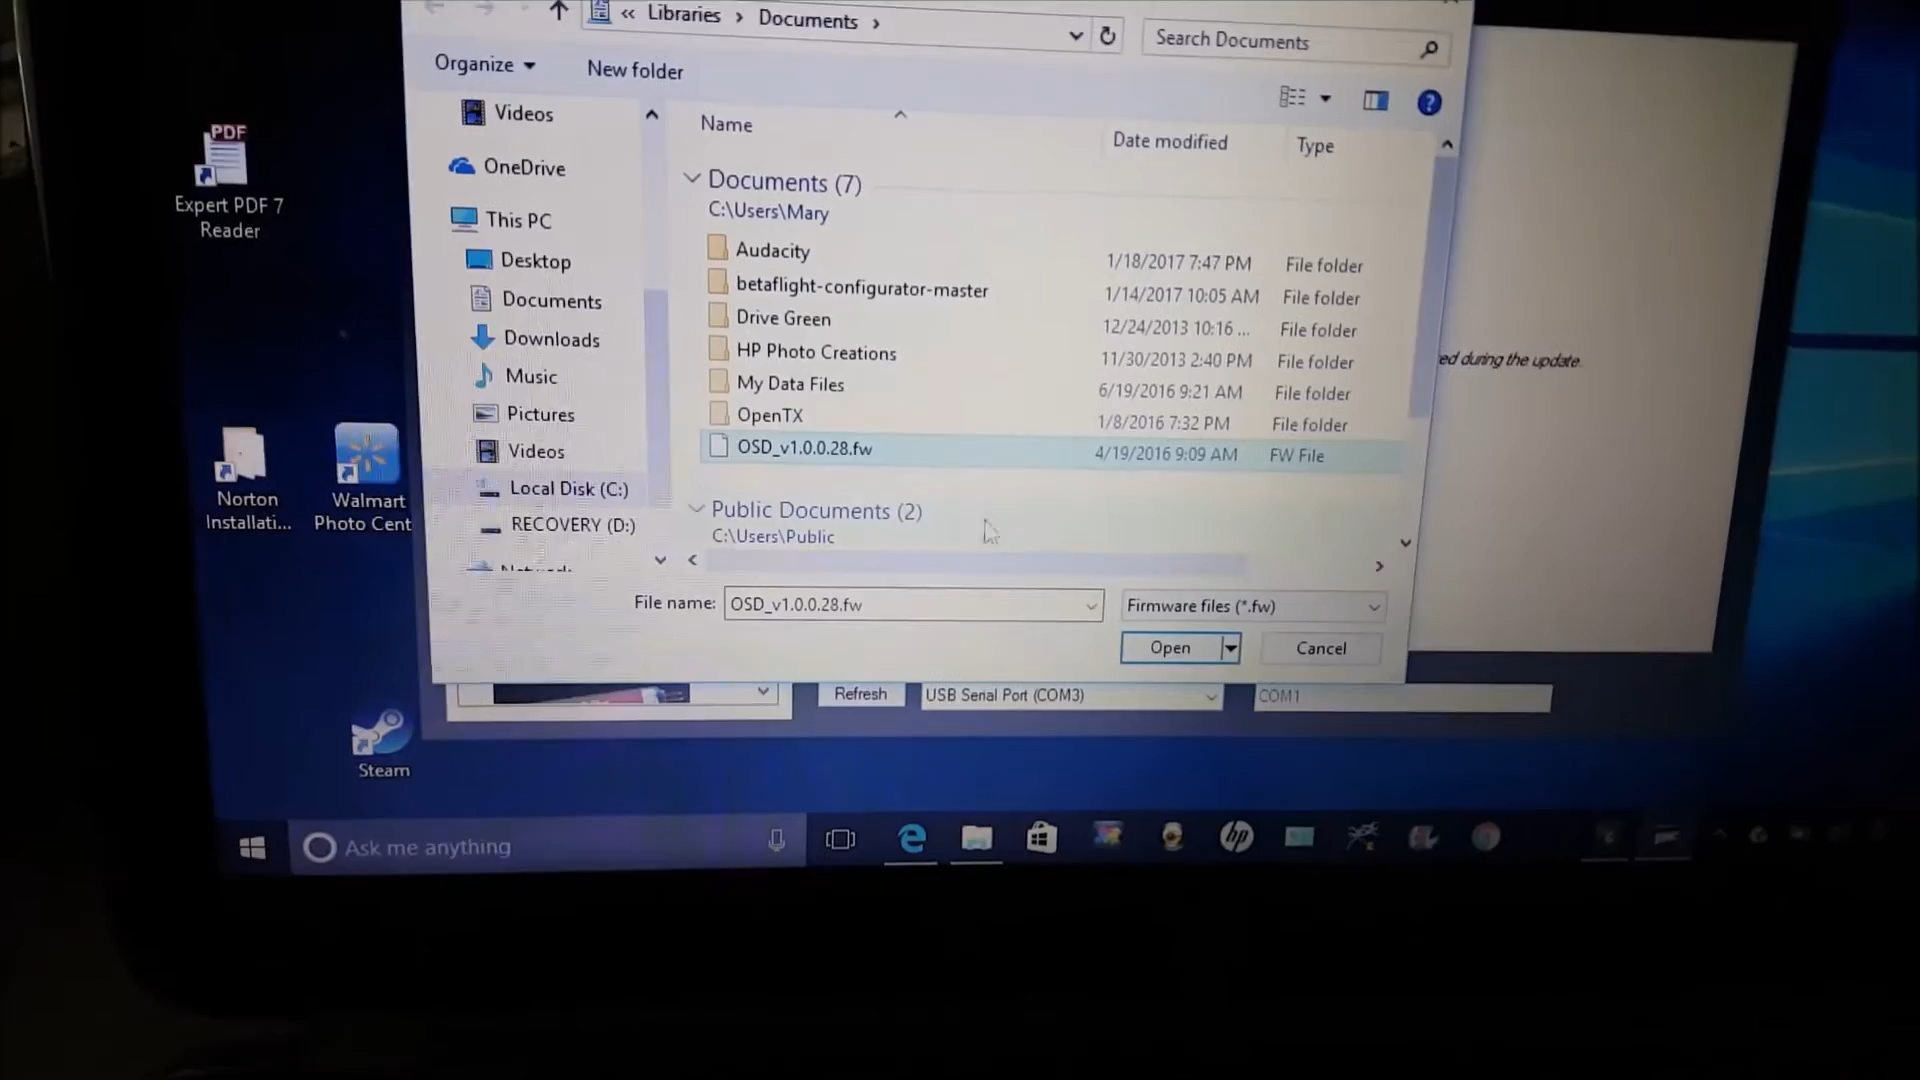 « Libraries > Documents >
Search Documents
Organize
New folder
Videos
OneDrive
This PC
Desktop
Documents
Downloads
Music
Pictures
Videos
Local Disk (C:)
RECOVERY (D:)
Name
Date modified
Type
Documents (7)
C:\Users\Mary
Audacity 1/18/2017 7:47 PM File folder
betaflight-configurator-master 1/14/2017 10:05 AM File folder
Drive Green 12/24/2013 10:16 ... File folder
HP Photo Creations 11/30/2013 2:40 PM File folder
My Data Files 6/19/2016 9:21 AM File folder
OpenTX 1/8/2016 7:32 PM File folder
OSD_v1.0.0.28.fw 4/19/2016 9:09 AM FW File
Public Documents (2)
C:\Users\Public
File name: OSD_v1.0.0.28.fw
Firmware files (*.fw)
Open
Cancel
ed during the update.
Refresh
USB Serial Port (COM3)
COM1
PDF
Expert PDF 7
Reader
Norton
Installati...
Walmart
Photo Cent
Steam
Ask me anything
hp